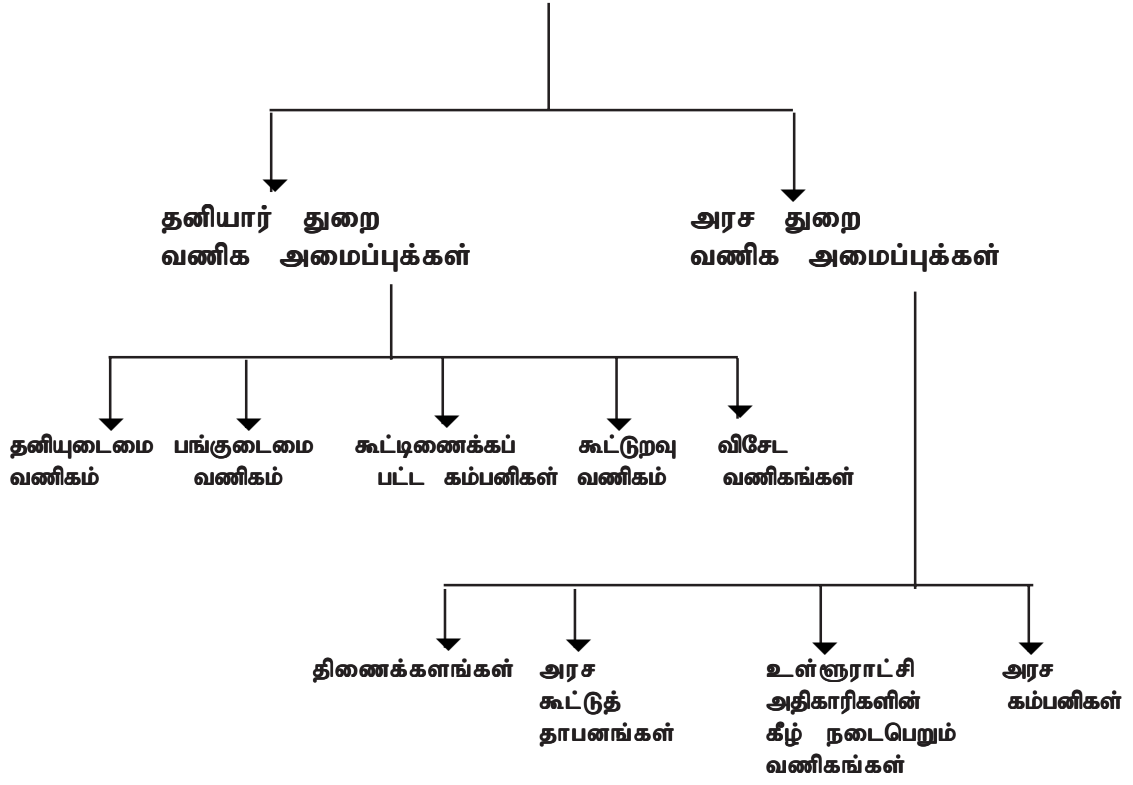 தனியார் துறை
வணிக அமைப்புக்கள்
அரச துறை
வணிக அமைப்புக்கள்
தனியுடைமை
வணிகம்
பங்குடைமை
வணிகம்
கூட்டிணைக்கப்
பட்ட கம்பனிகள்
கூட்டுறவு
வணிகம்
விசேட
வணிகங்கள்
திணைக்களங்கள்
அரச
கூட்டுத்
தாபனங்கள்
உள்ளூராட்சி
அதிகாரிகளின்
கீழ் நடைபெறும்
வணிகங்கள்
அரச
கம்பனிகள்